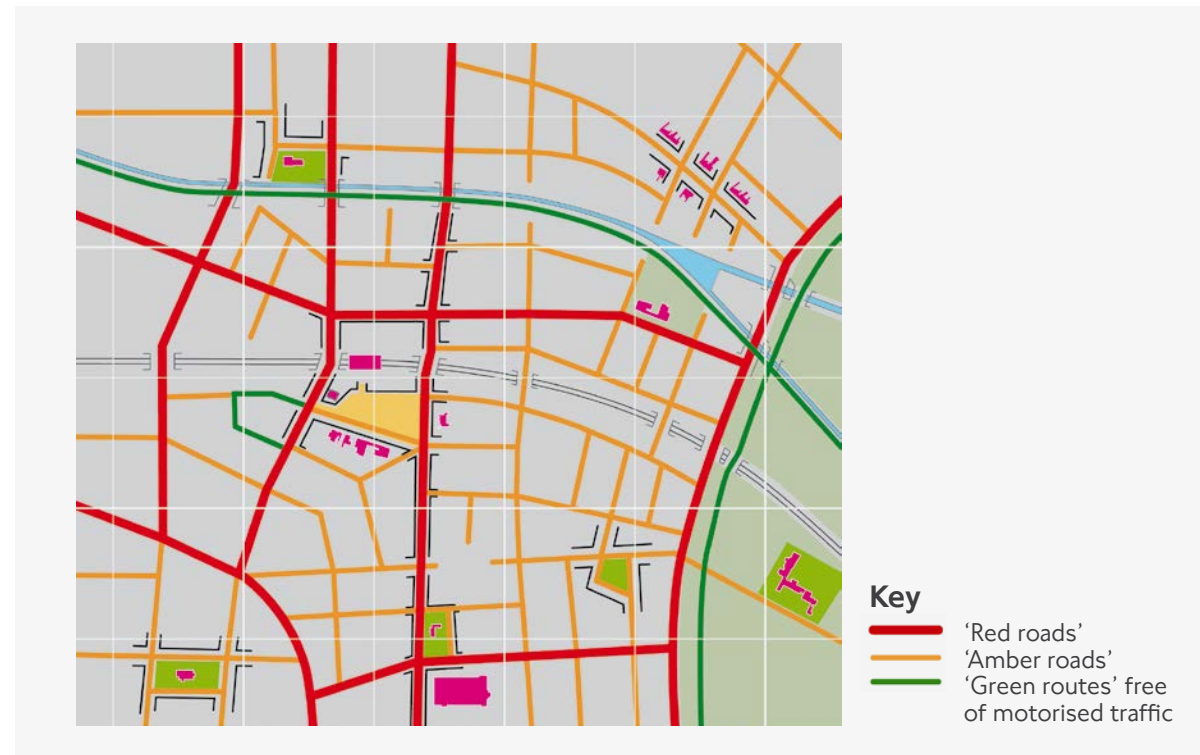 Key
‘Red roads’
‘Amber roads’
‘Green routes’ free
of motorised traffic